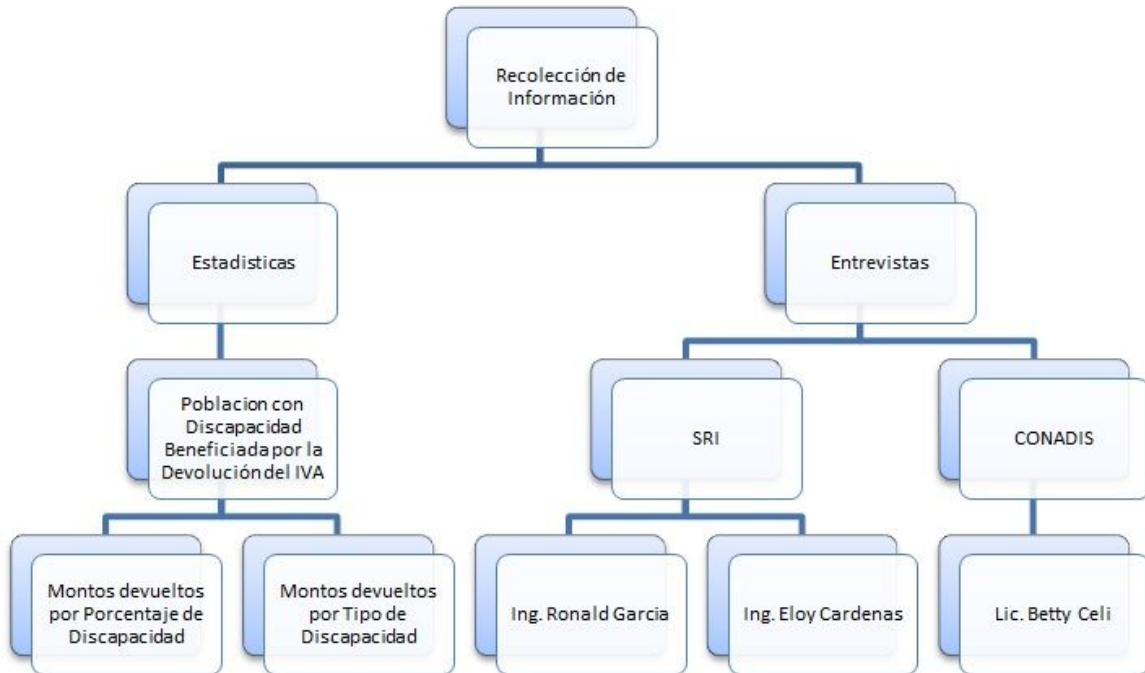 Recolección de
Información
Estadisticas
Entrevistas
Poblacion con
Discapacidad
Beneficiada por la
Devolución del IVA
SRI
CONADIS
Montos devueltos
por Porcentaje de
Discapacidad
Montos devueltos
por Tipo de
Discapacidad
Ing. Ronald Garcia
Ing. Eloy Cardenas
Lic. Betty Celi